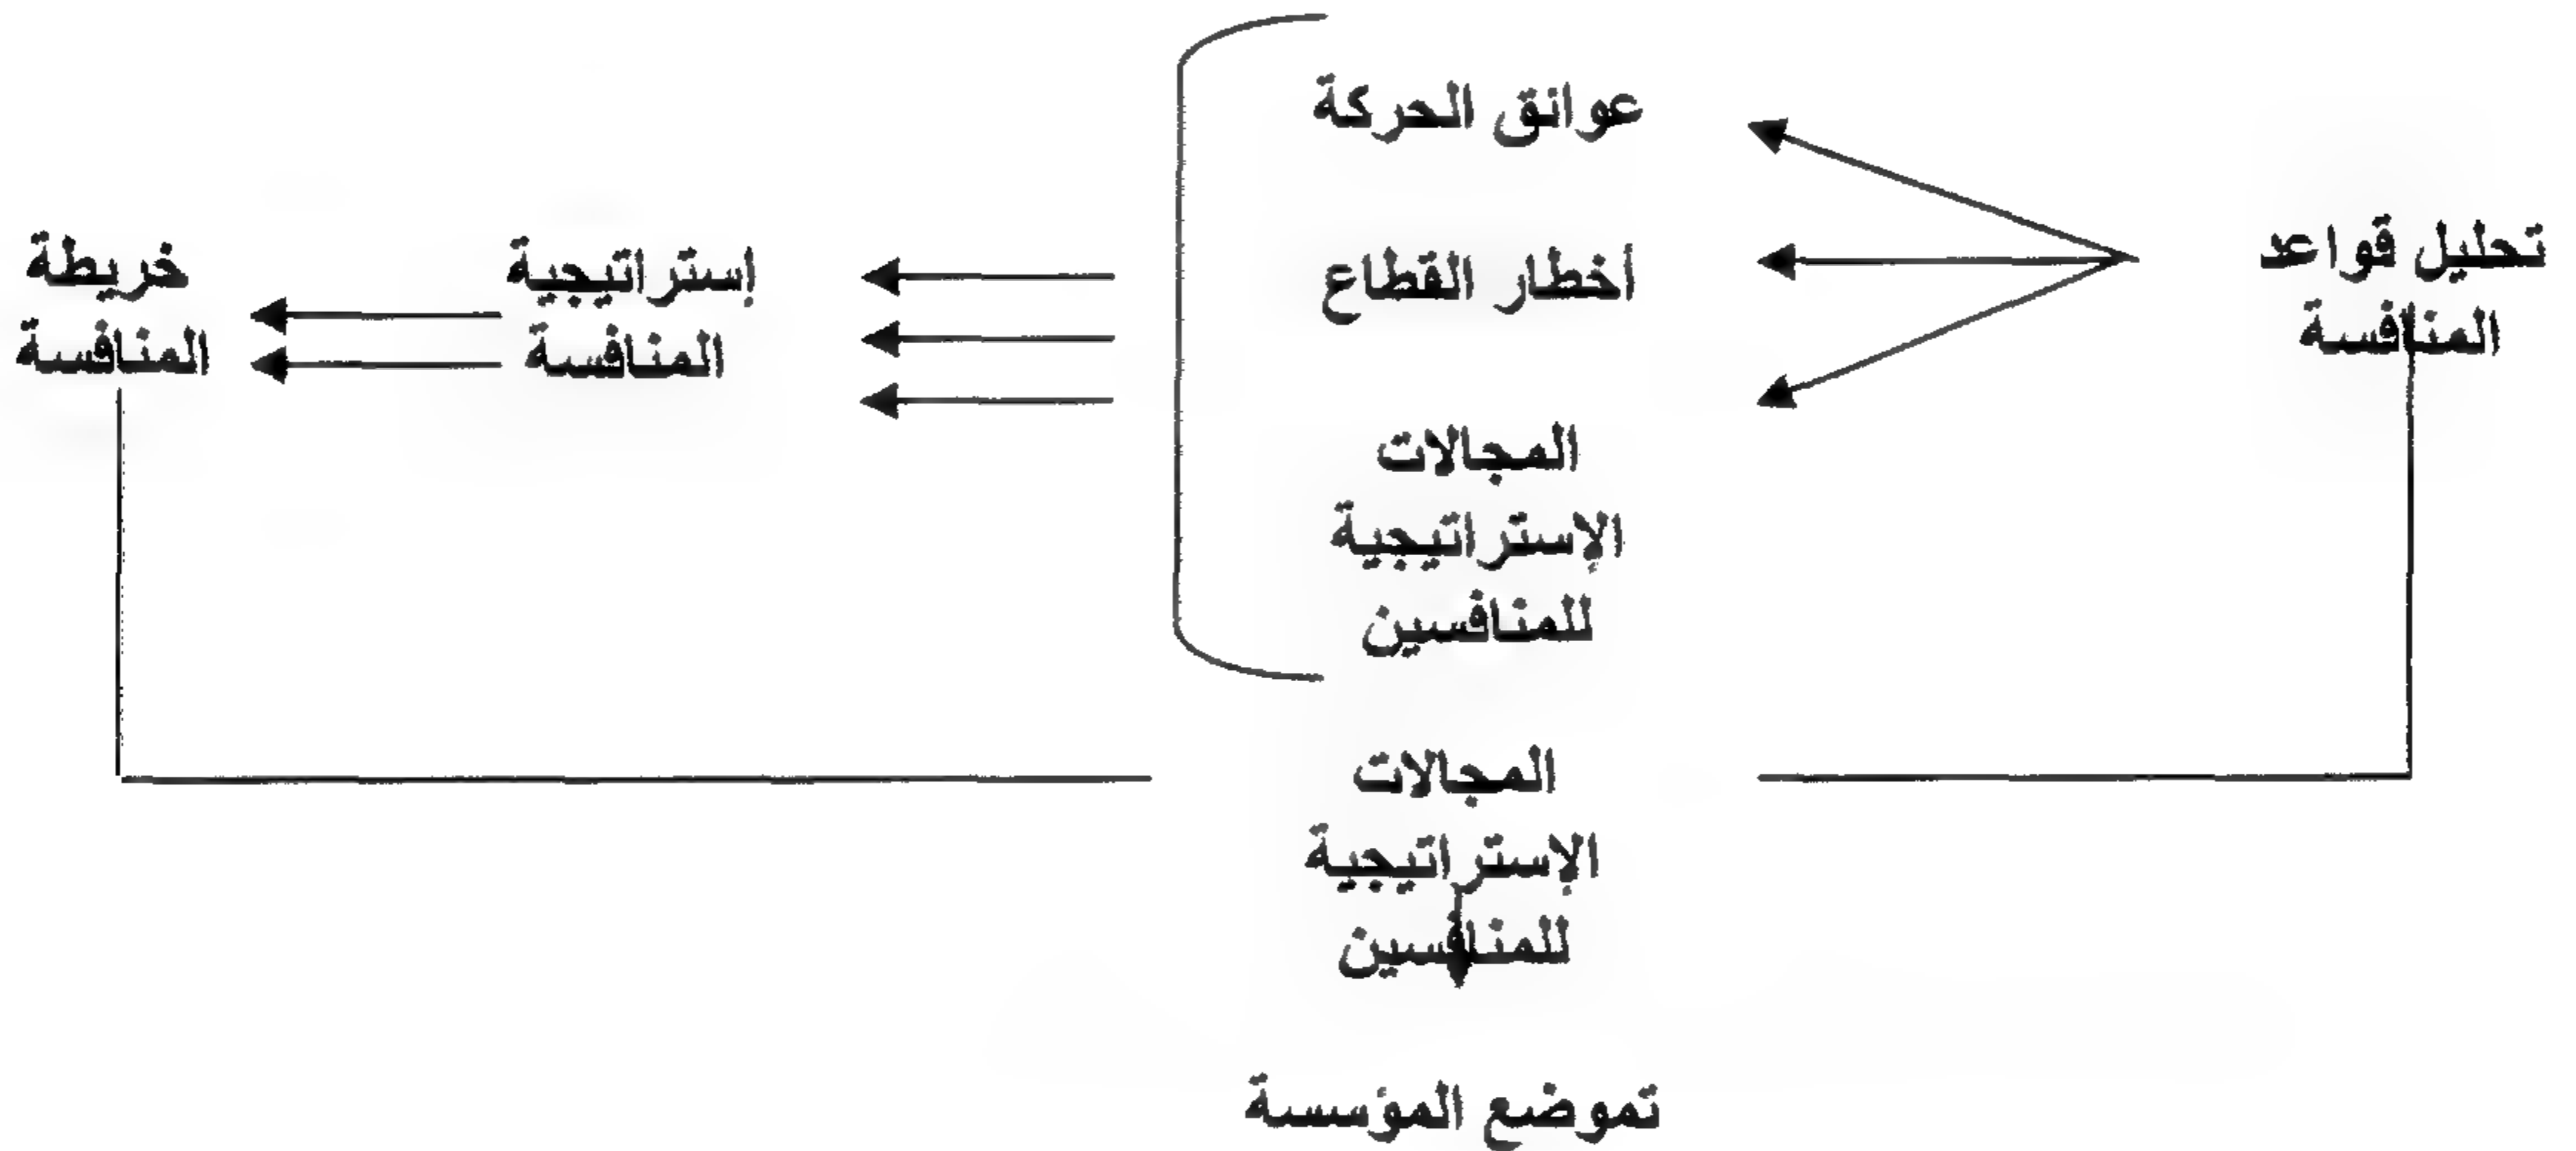 عوائق الحركة
تحليل قواعد
المنافسة
أخطار القطاع
إستراتيجية
المنافسة
خريطة
المنافسة
المجالات
الإستراتيجية
للمنافسين
المجالات
الإستراتيجية
للمنافسين
تموضع المؤسسة